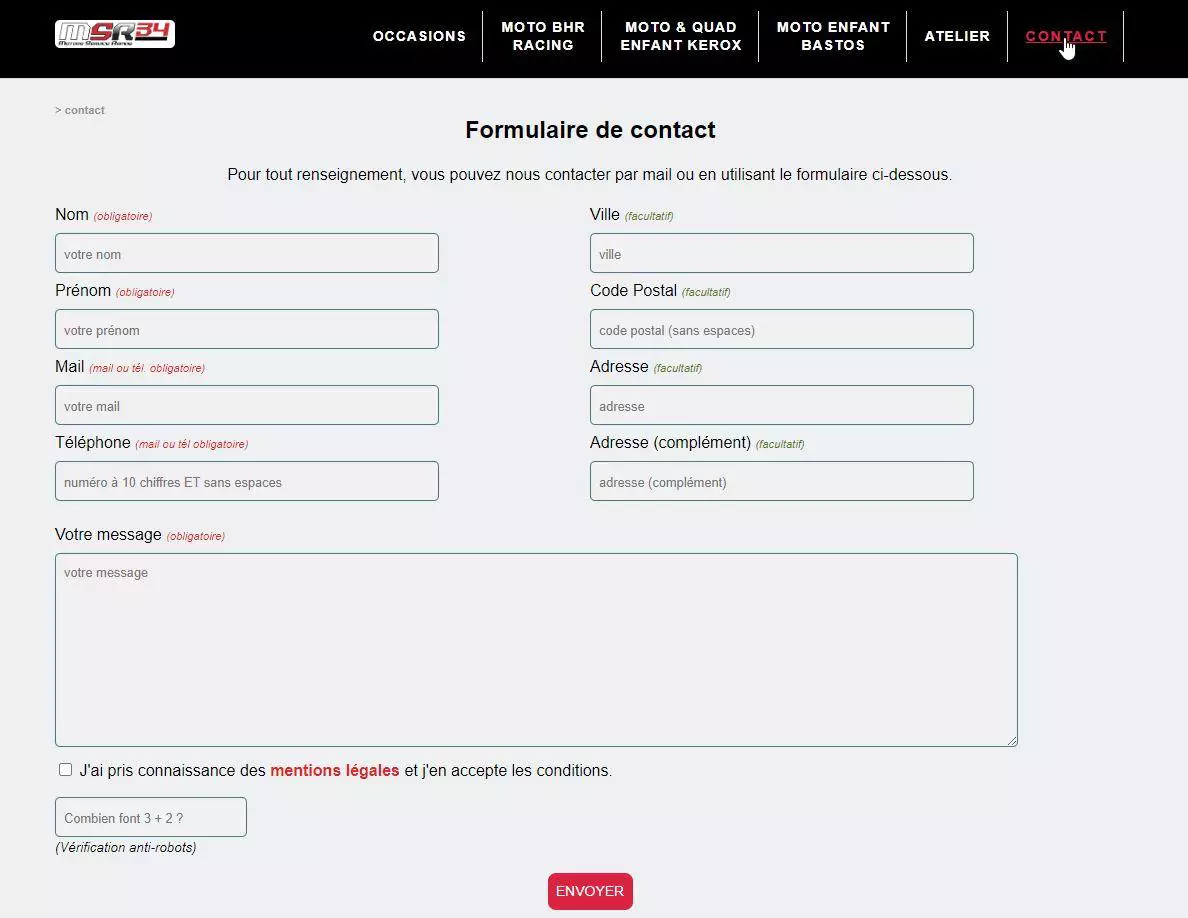 MSR34
OCCASIONS
MOTO BHR
RACING
MOTO & QUAD
ENFANT KEROX
MOTO ENFANT
BASTOS
ATELIER
CONTACT
> contact
Formulaire de contact
Pour tout renseignement, vous pouvez nous contacter par mail ou en utilisant le formulaire ci-dessous.
Nom (obligatoire)
votre nom
Prénom (obligatoire)
votre prénom
Mail (mail ou tél. obligatoire)
votre mail
Téléphone (mail ou tél obligatoire)
numéro à 10 chiffres ET sans espaces
Ville (facultatif)
ville
Code Postal (facultatif)
code postal (sans espaces)
Adresse (facultatif)
adresse
Adresse (complément) (facultatif)
adresse (complément)
Votre message (obligatoire)
votre message
J'ai pris connaissance des mentions légales et j'en accepte les conditions.
Combien font 3 + 2 ?
(Vérification anti-robots)
ENVOYER